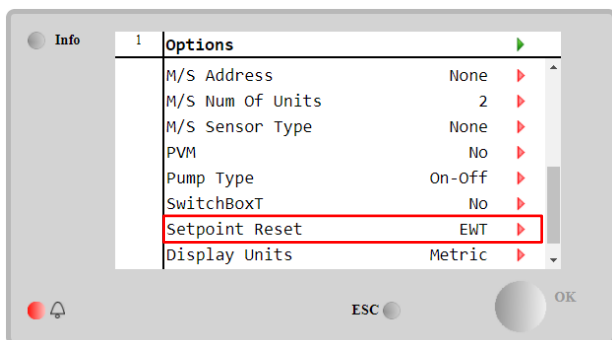 Info
1 Options
M/S Address None
M/S Num Of Units 2
M/S Sensor Type None
PVM No
Pump Type On-Off
SwitchBoxT No
Setpoint Reset EWT
Display Units Metric
ESC
OK